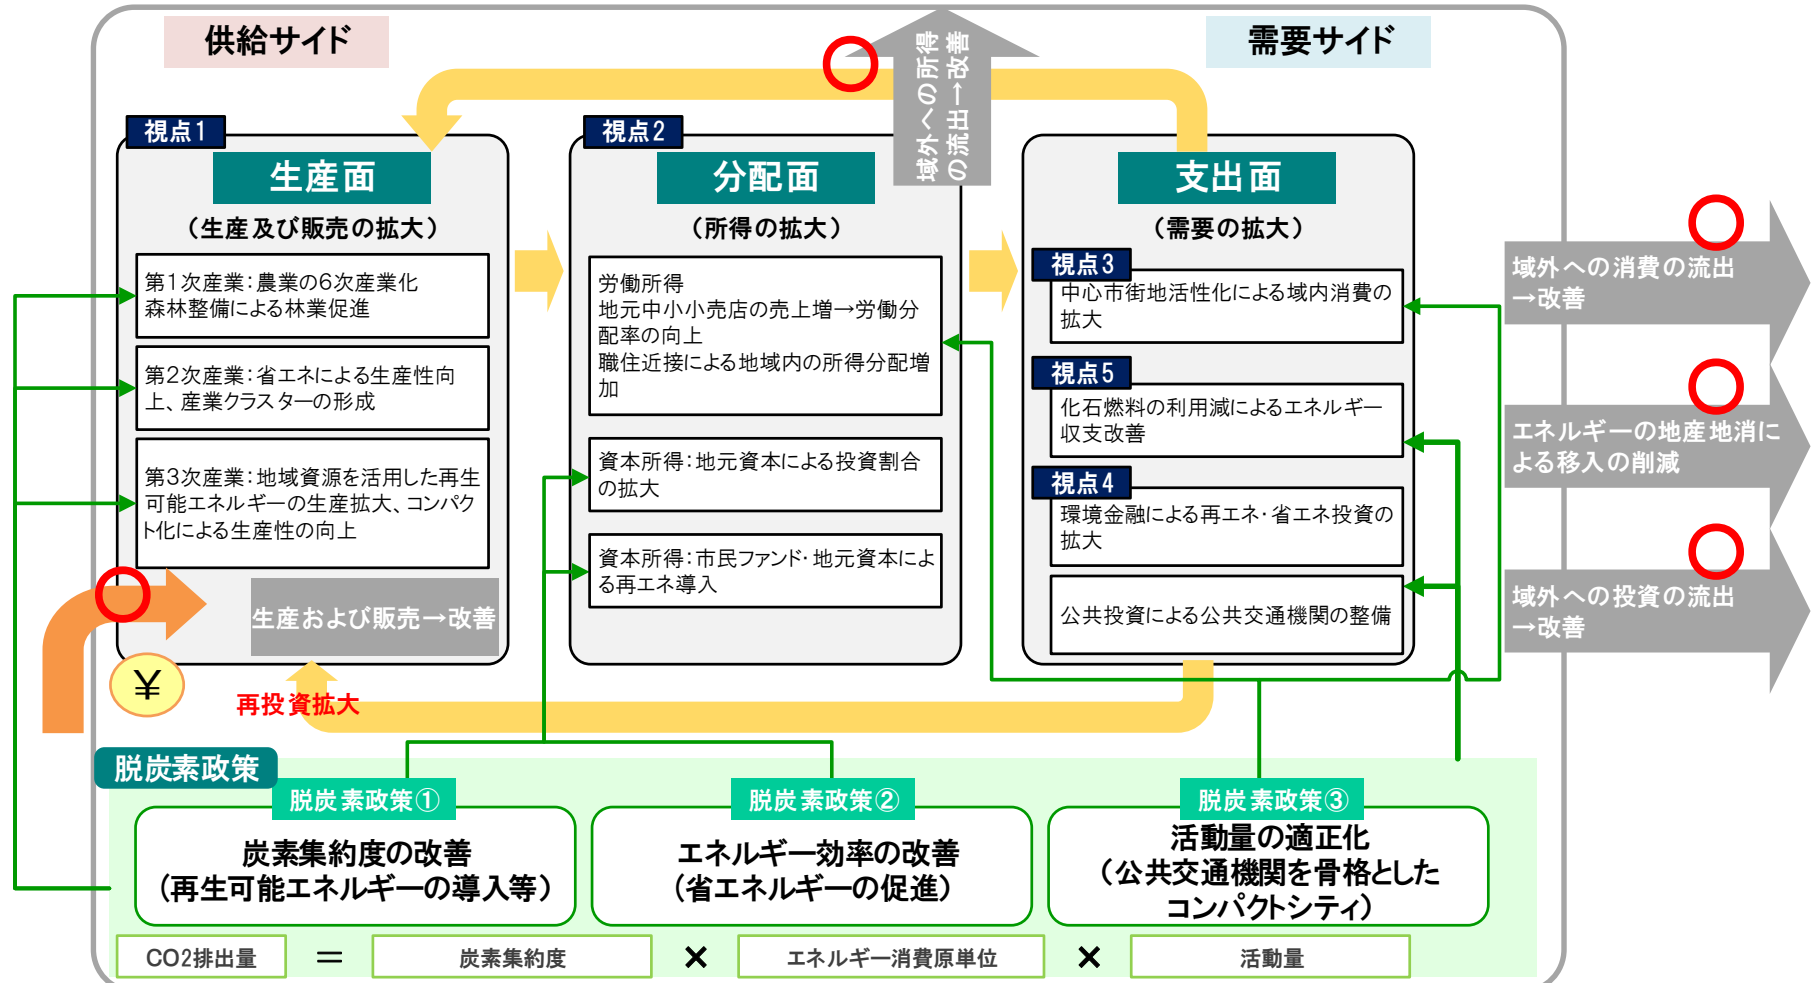 供給サイド
需要サイド
域外への所得
の流出→改善
視点1
生産面
（生産及び販売の拡大）
第1次産業：農業の6次産業化
森林整備による林業促進
第2次産業：省エネによる生産性向
上、産業クラスターの形成
第3次産業：地域資源を活用した再生
可能エネルギーの生産拡大、コンパク
ト化による生産性の向上
生産および販売→改善
￥
再投資拡大
視点2
分配面
（所得の拡大）
労働所得
地元中小小売店の売上増→労働分
配率の向上
職住近接による地域内の所得分配増
加
資本所得：地元資本による投資割合
の拡大
資本所得：市民ファンド・地元資本によ
る再エネ導入
支出面
（需要の拡大）
視点3
中心市街地活性化による域内消費の
拡大
視点5
化石燃料の利用減によるエネルギー
収支改善
視点4
環境金融による再エネ・省エネ投資の
拡大
公共投資による公共交通機関の整備
域外への消費の流出
→改善
エネルギーの地産地消に
よる移入の削減
域外への投資の流出
→改善
脱炭素政策
脱炭素政策①
炭素集約度の改善
（再生可能エネルギーの導入等）
脱炭素政策②
エネルギー効率の改善
（省エネルギーの促進）
脱炭素政策③
活動量の適正化
（公共交通機関を骨格とした
コンパクトシティ）
CO2排出量 ＝ 炭素集約度 × エネルギー消費原単位 × 活動量